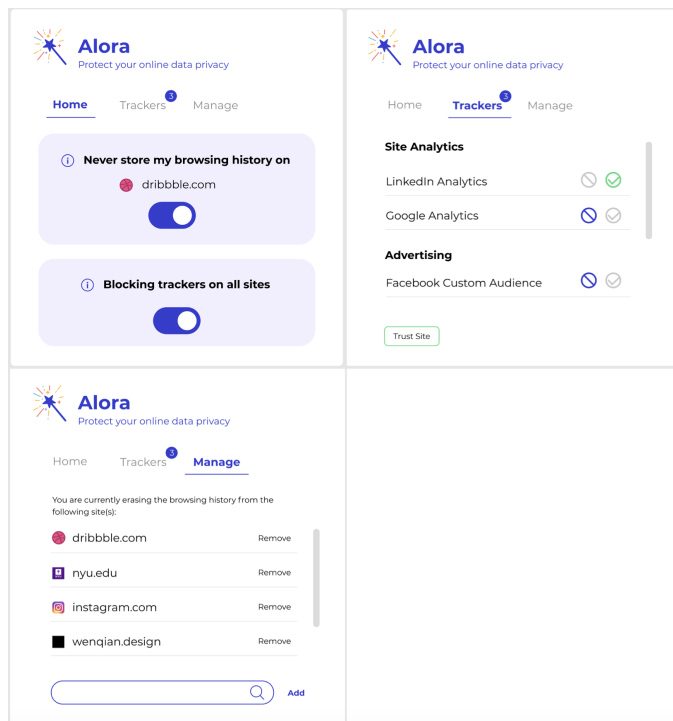 Alora
Protect your online data privacy
Home Trackers 3 Manage
Never store my browsing history on
dribbble.com
Blocking trackers on all sites
Alora
Protect your online data privacy
Home Trackers 3 Manage
Site Analytics
LinkedIn Analytics
Google Analytics
Advertising
Facebook Custom Audience
Trust Site
Alora
Protect your online data privacy
Home Trackers 3 Manage
You are currently erasing the browsing history from the
following site(s):
dribbble.com Remove
nyu.edu Remove
instagram.com Remove
wenqian.design Remove
Add